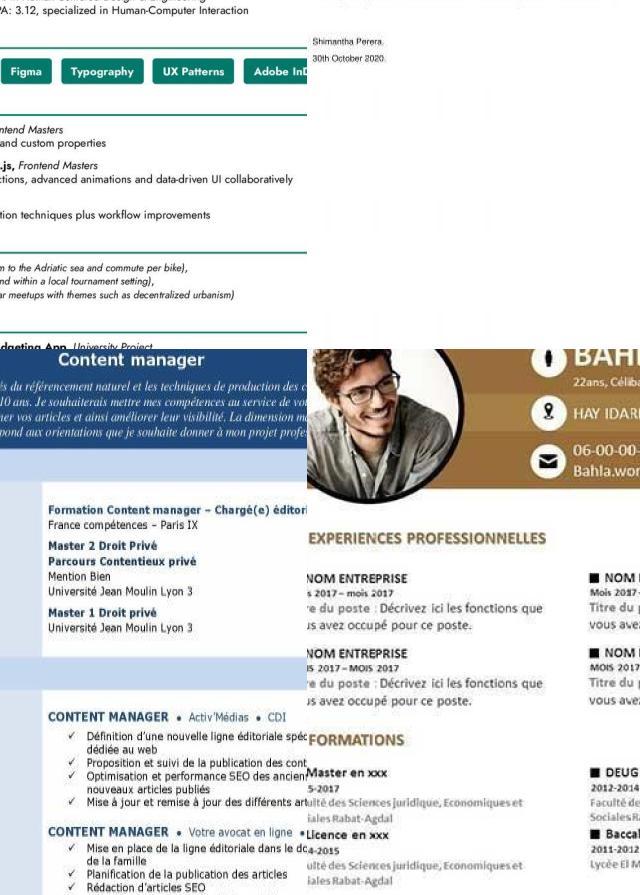 PA: 3.12, specialized in Human-Computer Interaction
Figma
Typography
UX Patterns
Adobe InD
ntend Masters
and custom properties
.js, Frontend Masters
ctions, advanced animations and data-driven UI collaboratively
tion techniques plus workflow improvements
m to the Adriatic sea and commute per bike),
nd within a local tournament setting),
ar meetups with themes such as decentralized urbanism)
dgeting App, University Project
Shimantha Perera.
30th October 2020.
Content manager
és du référencement naturel et les techniques de production des c
10 ans. Je souhaiterais mettre mes compétences au service de vot
ner vos articles et ainsi améliorer leur visibilité. La dimension ma
pond aux orientations que je souhaite donner à mon projet profes
Formation Content manager – Chargé(e) éditori
France compétences – Paris IX
Master 2 Droit Privé
Parcours Contentieux privé
Mention Bien
Université Jean Moulin Lyon 3
Master 1 Droit privé
Université Jean Moulin Lyon 3
CONTENT MANAGER • Activ'Médias • CDI
✓ Définition d'une nouvelle ligne éditoriale spéc
dédiée au web
✓ Proposition et suivi de la publication des cont
✓ Optimisation et performance SEO des ancien
nouveaux articles publiés
✓ Mise à jour et remise à jour des différents art
CONTENT MANAGER • Votre avocat en ligne •
✓ Mise en place de la ligne éditoriale dans le do
de la famille
✓ Planification de la publication des articles
✓ Rédaction d'articles SEO
BAHL
22ans, Céliba
HAY IDARI
06-00-00-
Bahla.wor
EXPERIENCES PROFESSIONNELLES
NOM ENTREPRISE
s 2017 – mois 2017
re du poste : Décrivez ici les fonctions que
us avez occupé pour ce poste.
NOM ENTREPRISE
IS 2017 – MOIS 2017
re du poste : Décrivez ici les fonctions que
us avez occupé pour ce poste.
■ NOM E
Mois 2017-
Titre du p
vous avez
■ NOM E
MOIS 2017
Titre du p
vous avez
FORMATIONS
Master en xxx
5-2017
ulté des Sciences juridique, Economiques et
iales Rabat-Agdal
Licence en xxx
4-2015
ulté des Sciences juridique, Economiques et
iales Rabat-Agdal
■ DEUG
2012-2014
Faculté de
Sociales R
■ Baccal
2011-2012
Lycée El M